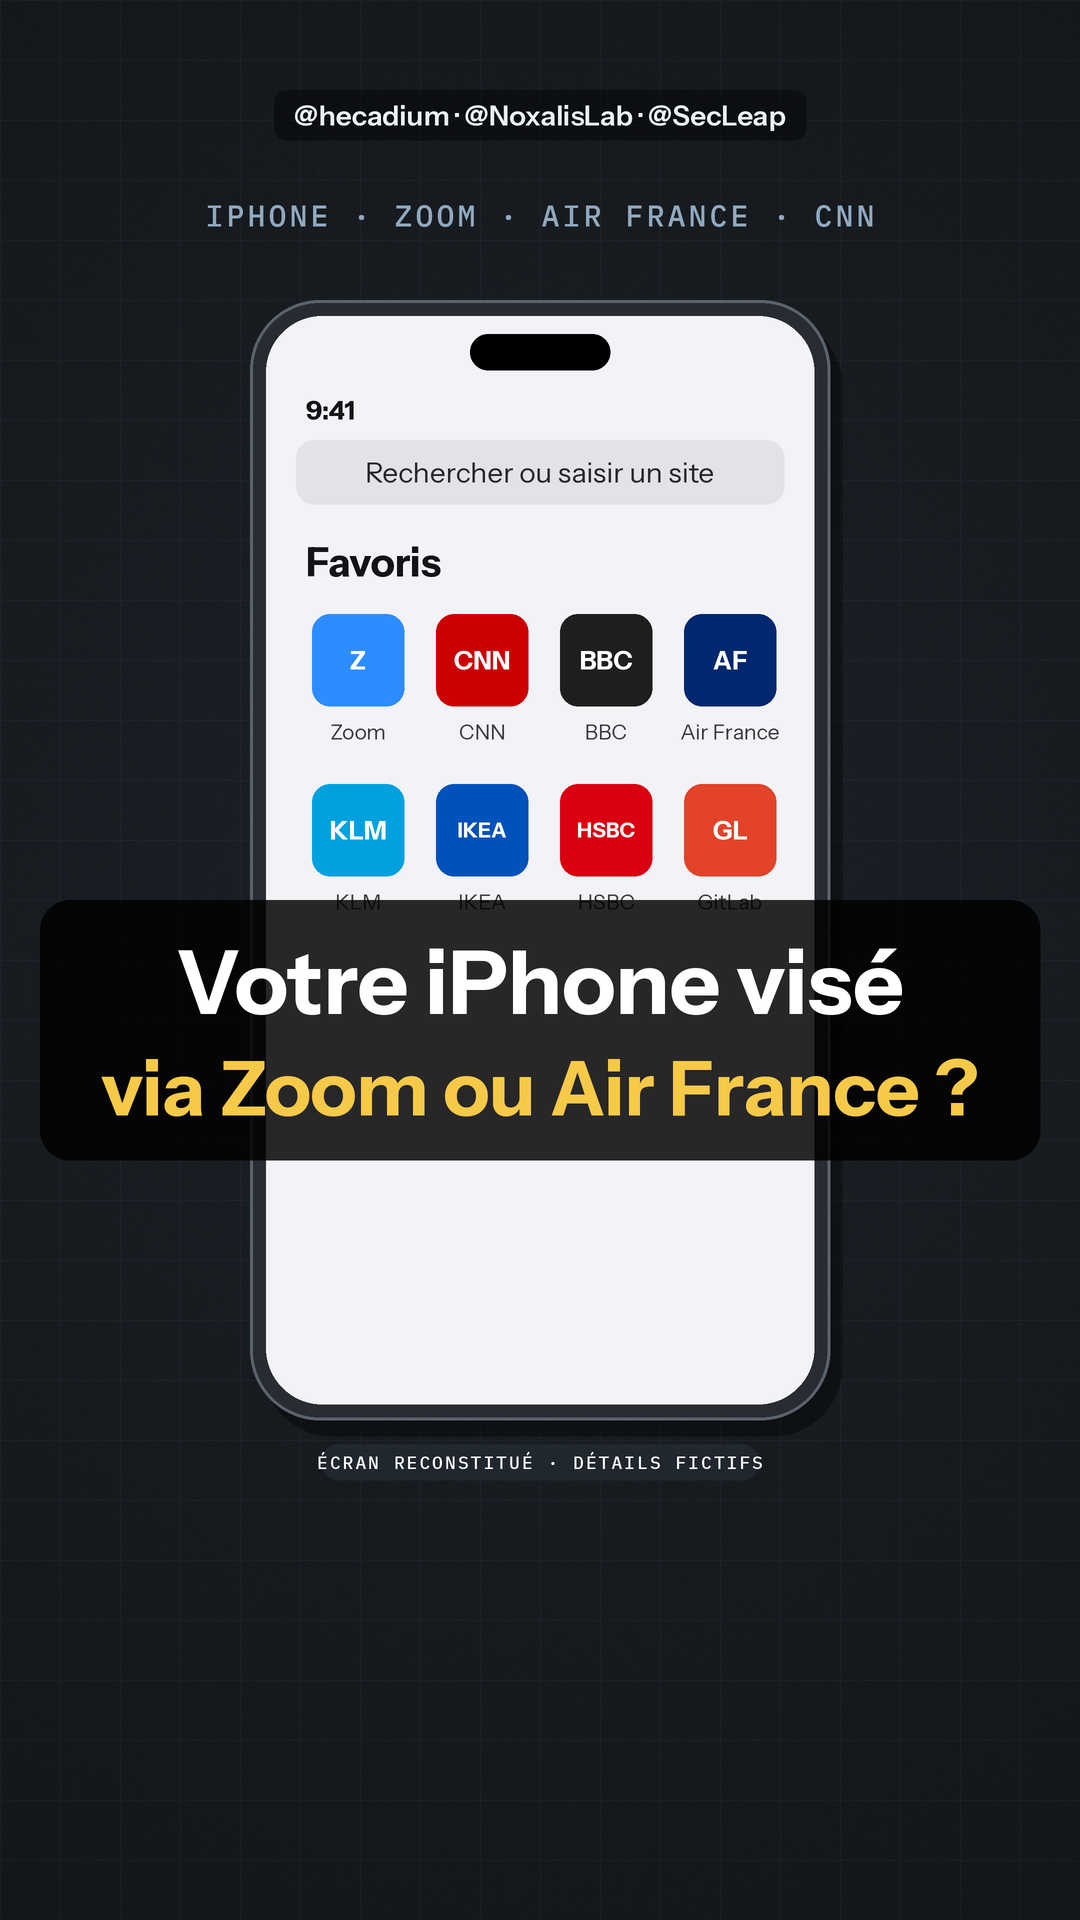 @hecadium · @NoxalisLab · @SecLeap
IPHONE · ZOOM · AIR FRANCE · CNN
9:41
Rechercher ou saisir un site
Favoris
Z CNN BBC AF
Zoom CNN BBC Air France
KLM IKEA HSBC GL
KLM IKEA HSBC GitLab
Votre iPhone visé
via Zoom ou Air France ?
ÉCRAN RECONSTITUÉ · DÉTAILS FICTIFS